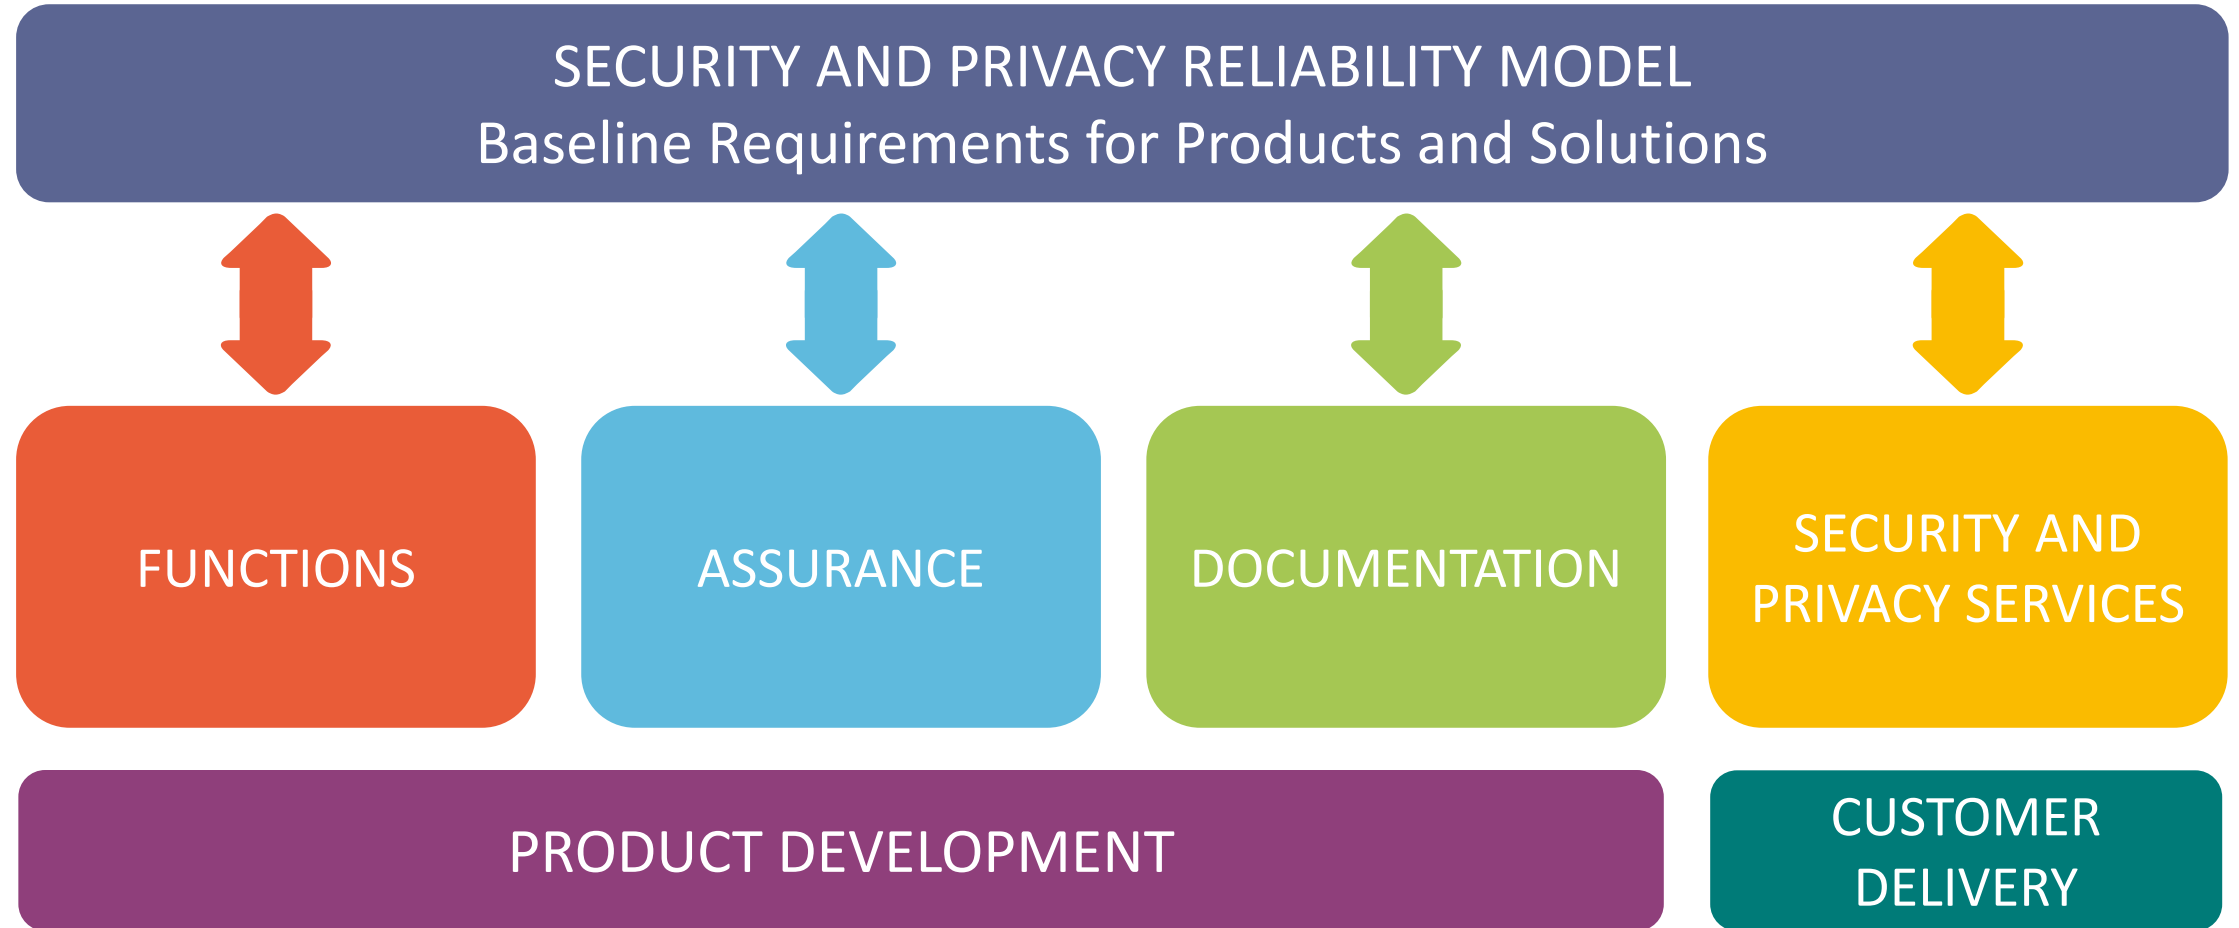 SECURITY AND PRIVACY RELIABILITY MODEL
Baseline Requirements for Products and Solutions
FUNCTIONS
ASSURANCE
DOCUMENTATION
SECURITY AND
PRIVACY SERVICES
PRODUCT DEVELOPMENT
CUSTOMER
DELIVERY